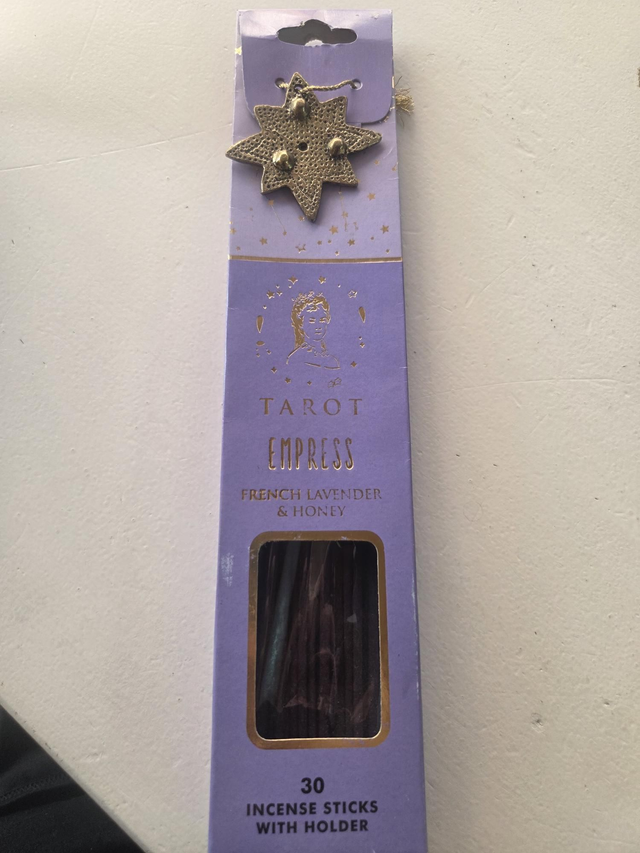 TAROT
EMPRESS
FRENCH LAVENDER
& HONEY
30
INCENSE STICKS
WITH HOLDER